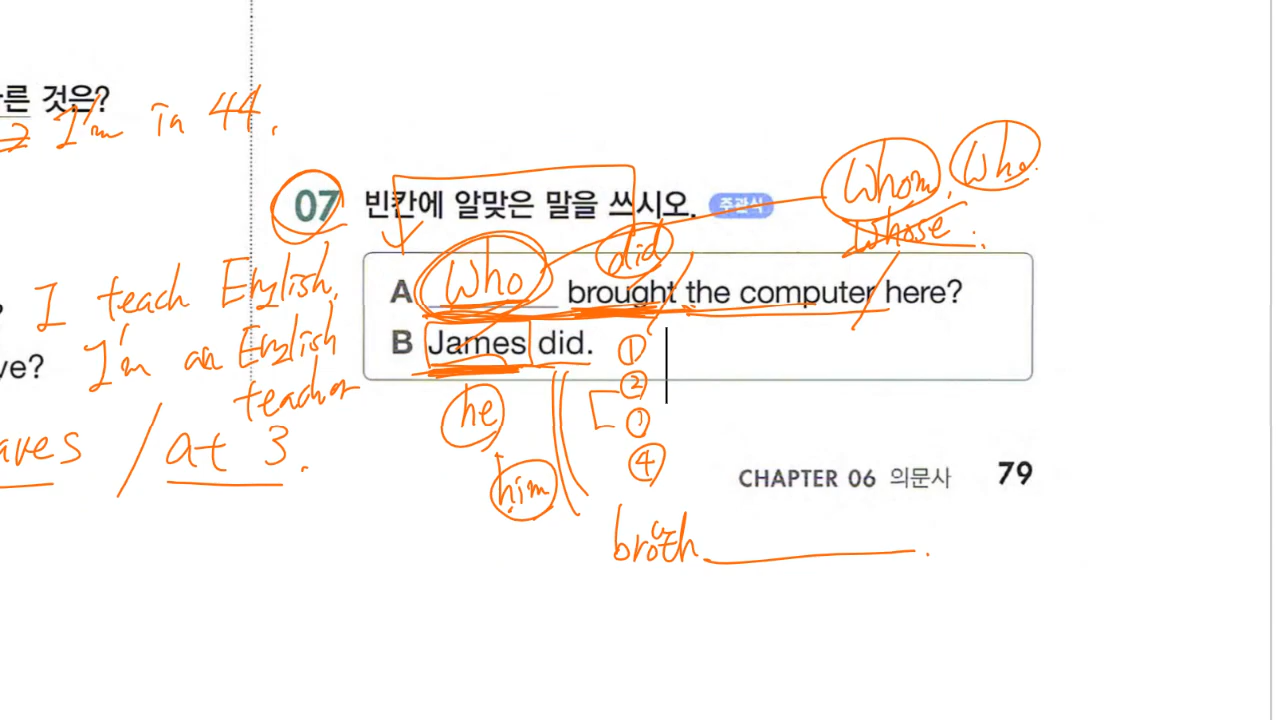 른 것은?
I'm in 44.
whom, who.
whose.
07 빈칸에 알맞은 말을 쓰시오. 주관식
did
A who brought the computer here?
B James did.
I teach English,
I'm an English
teacher
ve?
aves / at 3.
he
him
①
②
④
CHAPTER 06 의문사 79